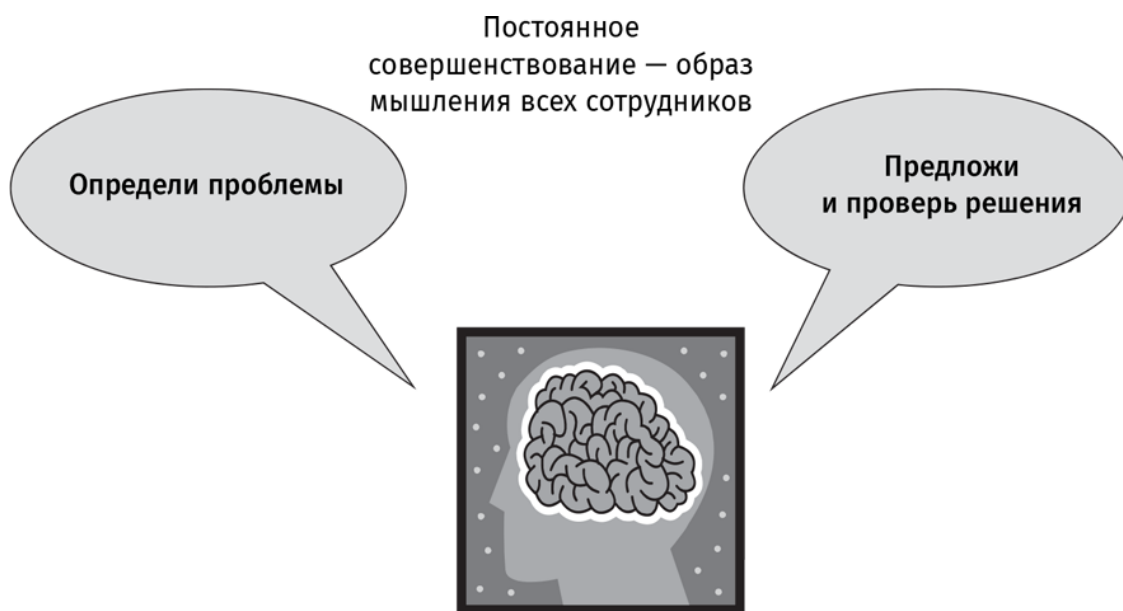 Постоянное
совершенствование — образ
мышления всех сотрудников
Определи проблемы
Предложи
и проверь решения